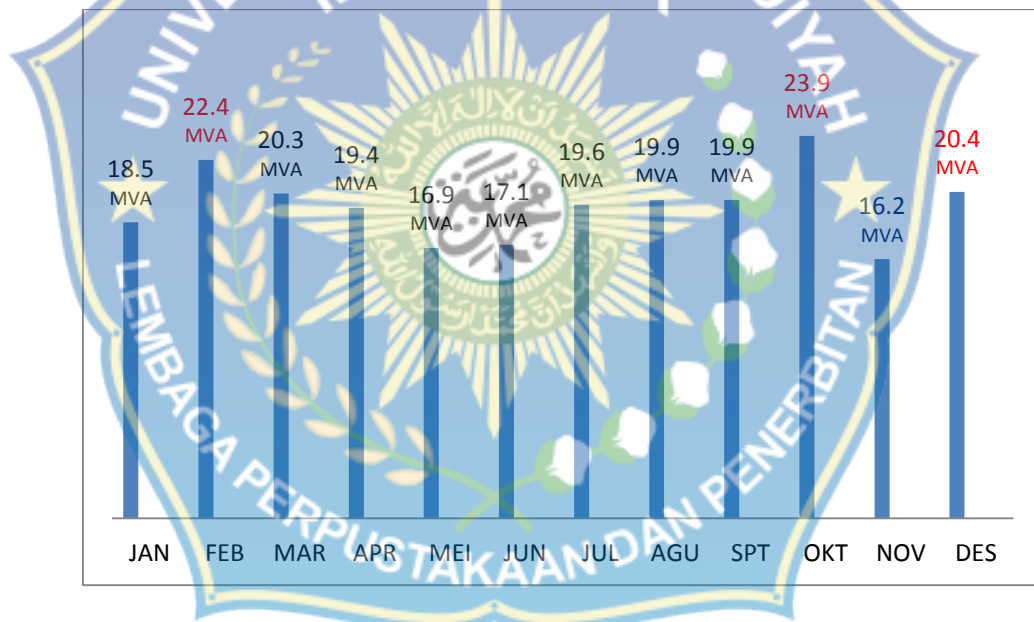 18.5
MVA
22.4
MVA
20.3
MVA
19.4
MVA
16.9
MVA
17.1
MVA
19.6
MVA
19.9
MVA
19.9
MVA
23.9
MVA
16.2
MVA
20.4
MVA
JAN FEB MAR APR MEI JUN JUL AGU SPT OKT NOV DES
LEMBAGA PERPUSTAKAAN DAN PENERBITAN